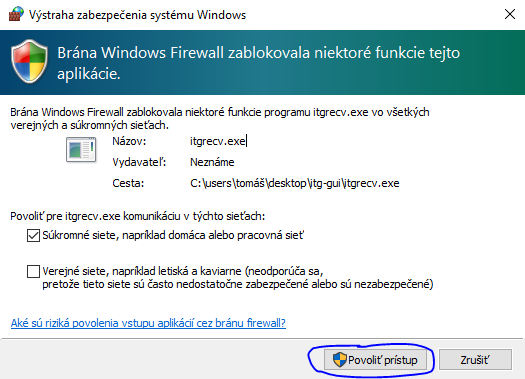 Výstraha zabezpečenia systému Windows
Brána Windows Firewall zablokovala niektoré funkcie tejto
aplikácie.
Brána Windows Firewall zablokovala niektoré funkcie programu itgrecv.exe vo všetkých
verejných a súkromných sieťach.
Názov: itgrecv.exe
Vydavateľ: Neznáme
Cesta: C:\users\tomáš\desktop\itg-gui\itgrecv.exe
Povoliť pre itgrecv.exe komunikáciu v týchto sieťach:
Súkromné siete, napríklad domáca alebo pracovná sieť
Verejné siete, napríklad letiská a kaviarne (neodporúča sa,
pretože tieto siete sú často nedostatočne zabezpečené alebo sú nezabezpečené)
Aké sú riziká povolenia vstupu aplikácií cez bránu firewall?
Povoliť prístup Zrušiť